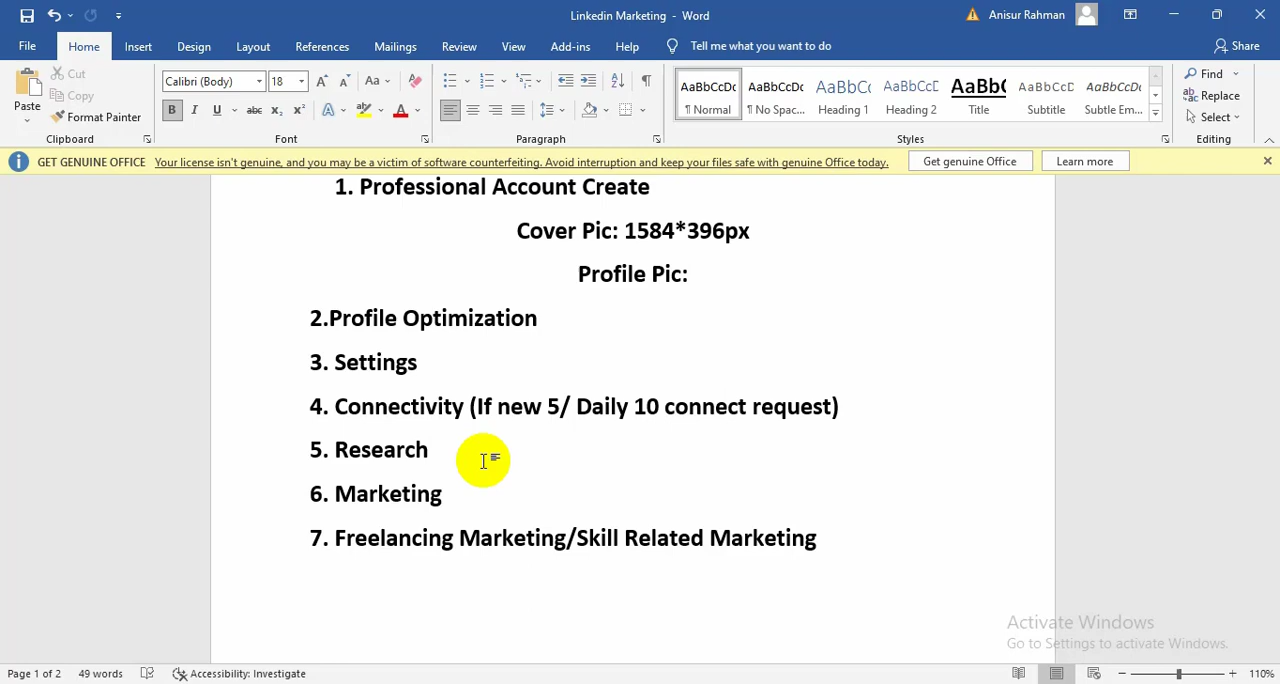 Linkedin Marketing - Word
Anisur Rahman
File Home Insert Design Layout References Mailings Review View Add-ins Help Tell me what you want to do Share
Paste
Cut
Copy
Format Painter
Clipboard
Calibri (Body) 18
Font
Paragraph
AaBbCcDc AaBbCcDc AaBbCc AaBbCcD AaBbC AaBbCcD AaBbCcD
¶ Normal ¶ No Spac... Heading 1 Heading 2 Title Subtitle Subtle Em...
Styles
Find
Replace
Select
Editing
GET GENUINE OFFICE Your license isn't genuine, and you may be a victim of software counterfeiting. Avoid interruption and keep your files safe with genuine Office today. Get genuine Office Learn more
1. Professional Account Create
Cover Pic: 1584*396px
Profile Pic:
2.Profile Optimization
3. Settings
4. Connectivity (If new 5/ Daily 10 connect request)
5. Research
6. Marketing
7. Freelancing Marketing/Skill Related Marketing
Activate Windows
Go to Settings to activate Windows.
Page 1 of 2 49 words Accessibility: Investigate 110%